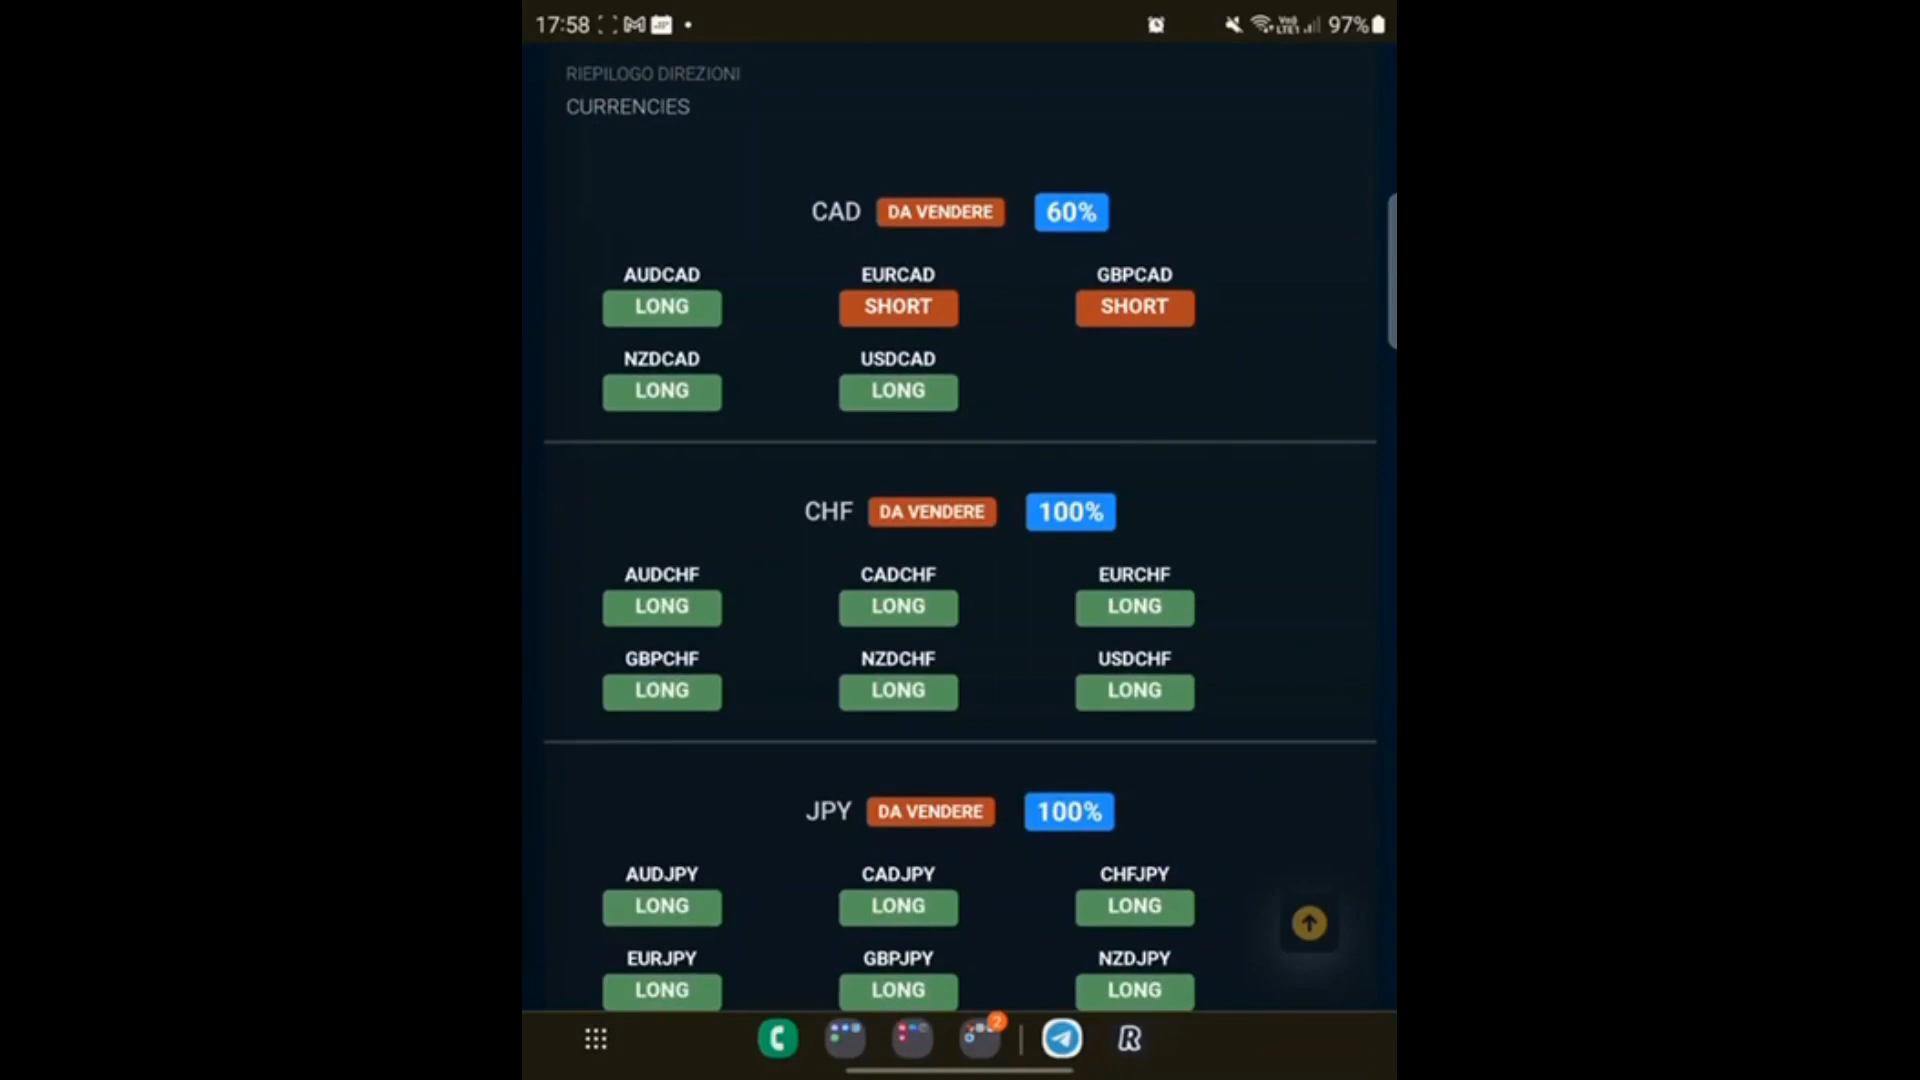 17:58
97%
RIEPILOGO DIREZIONI
CURRENCIES
CAD DA VENDERE 60%
AUDCAD EURCAD GBPCAD
LONG SHORT SHORT
NZDCAD USDCAD
LONG LONG
CHF DA VENDERE 100%
AUDCHF CADCHF EURCHF
LONG LONG LONG
GBPCHF NZDCHF USDCHF
LONG LONG LONG
JPY DA VENDERE 100%
AUDJPY CADJPY CHFJPY
LONG LONG LONG
EURJPY GBPJPY NZDJPY
LONG LONG LONG
2
R